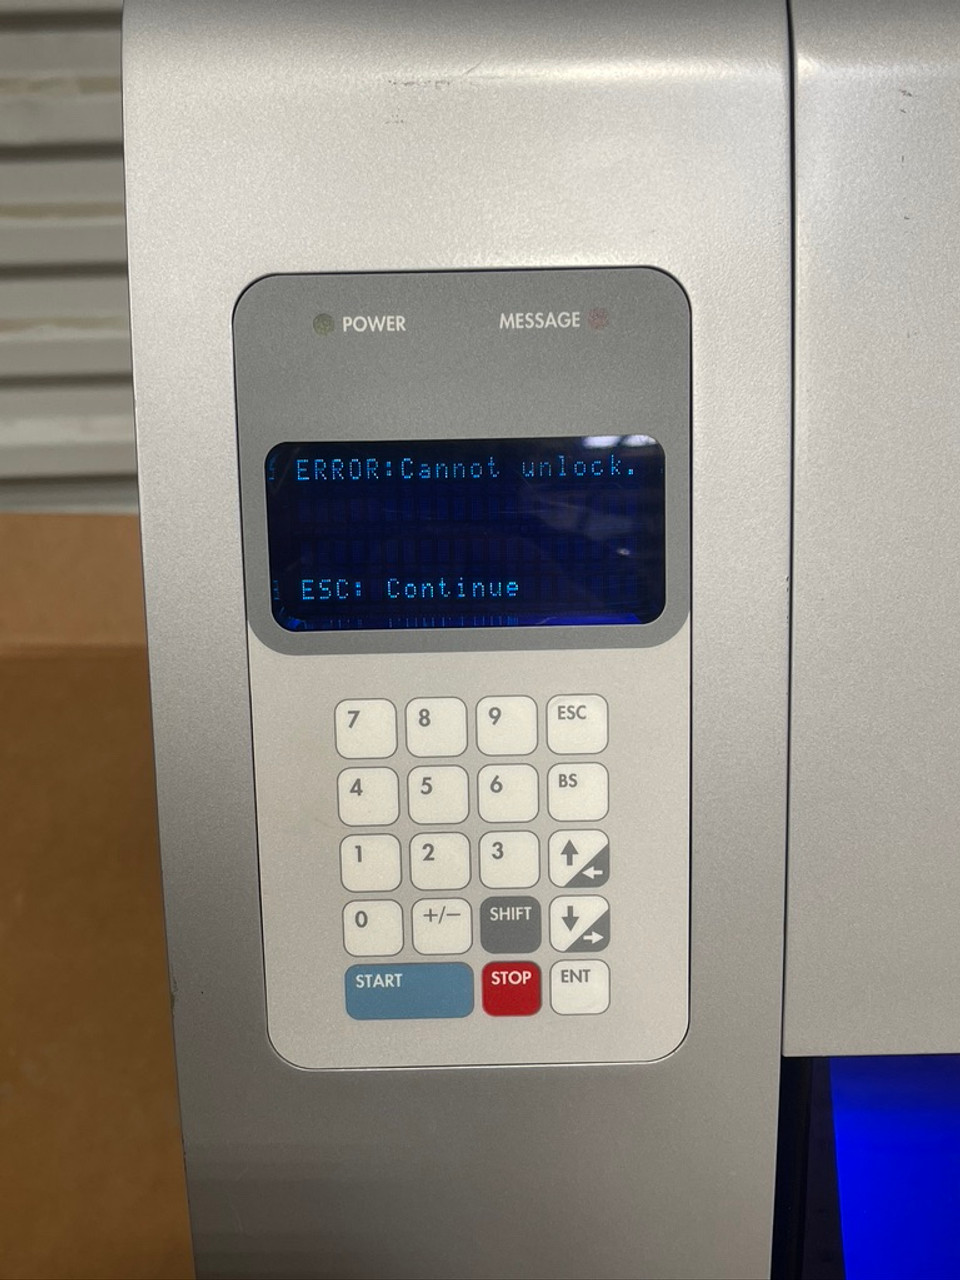 POWER MESSAGE
ERROR:Cannot unlock.
ESC: Continue
7 8 9 ESC
4 5 6 BS
1 2 3
0 +/− SHIFT
START STOP ENT